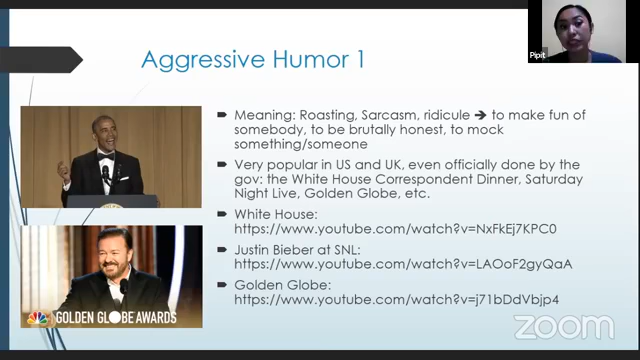 Pipit
Aggressive Humor 1
Meaning: Roasting, Sarcasm, ridicule → to make fun of
somebody, to be brutally honest, to mock
something/someone
Very popular in US and UK, even officially done by the
gov: the White House Correspondent Dinner, Saturday
Night Live, Golden Globe, etc.
White House:
https://www.youtube.com/watch?v=NxFkEj7KPC0
Justin Bieber at SNL:
https://www.youtube.com/watch?v=LAOoF2gyQaA
Golden Globe:
https://www.youtube.com/watch?v=j71bDdVbjp4
GOLDEN GLOBE AWARDS
zoom